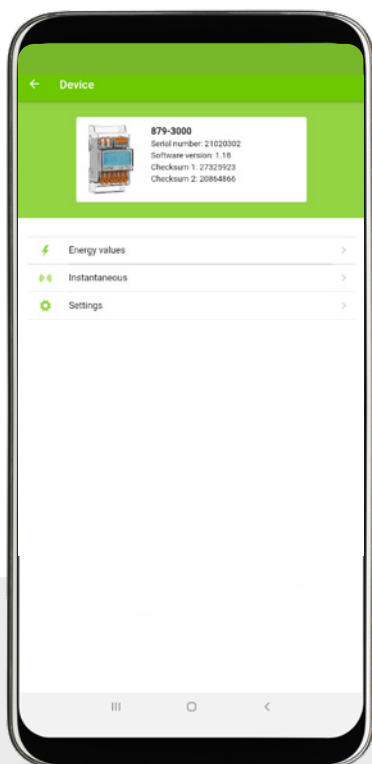 Device
879-3000
Serial number: 21020302
Software version: 1.18
Checksum 1: 27325923
Checksum 2: 20864866
Energy values
Instantaneous
Settings